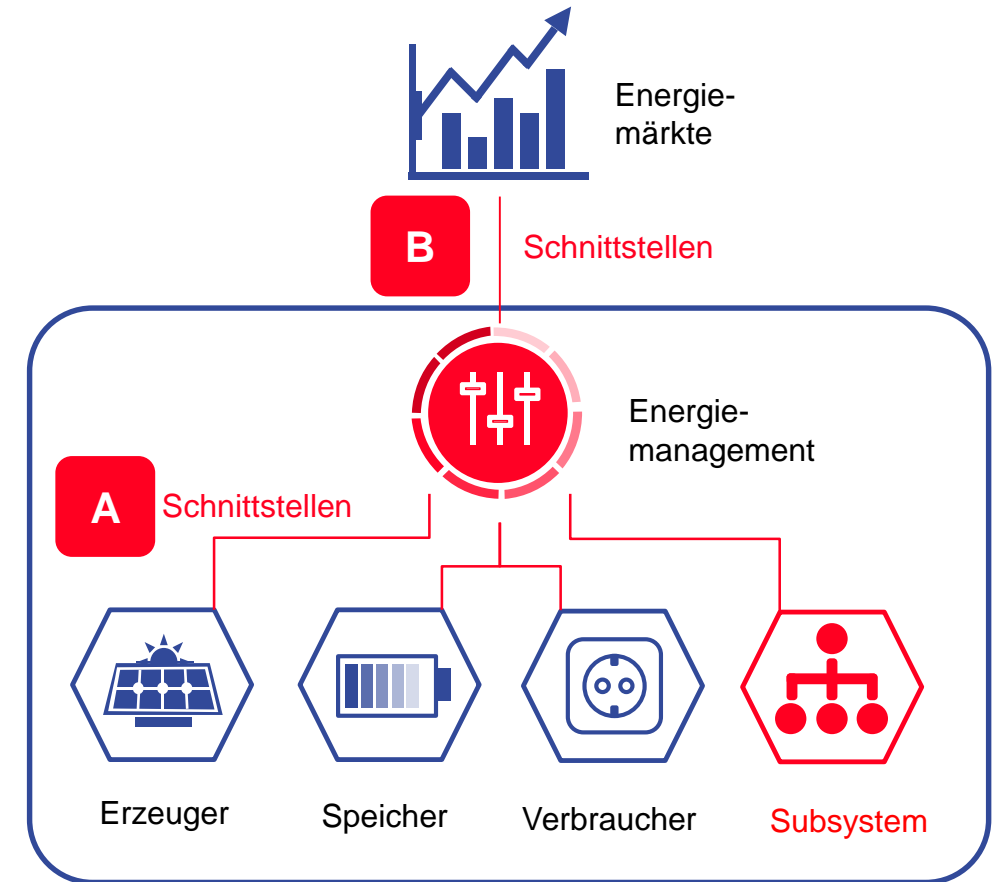 Energie-
märkte
B
Schnittstellen
Energie-
management
A
Schnittstellen
Erzeuger
Speicher
Verbraucher
Subsystem